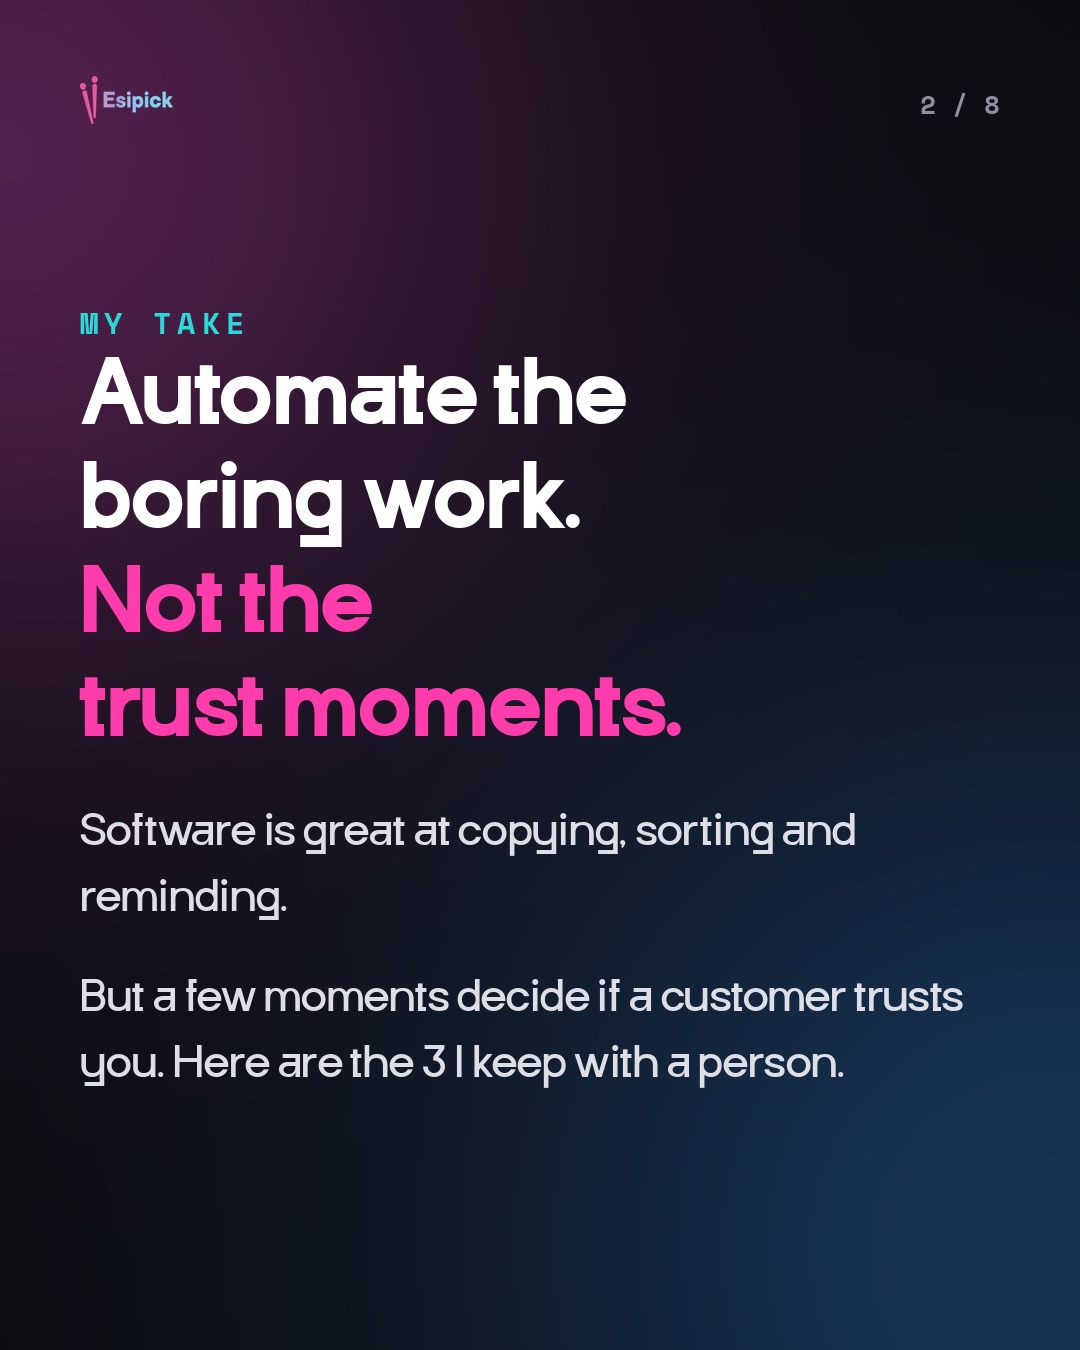 Esipick
2 / 8
MY TAKE
Automate the
boring work.
Not the
trust moments.
Software is great at copying, sorting and
reminding.
But a few moments decide if a customer trusts
you. Here are the 3 I keep with a person.